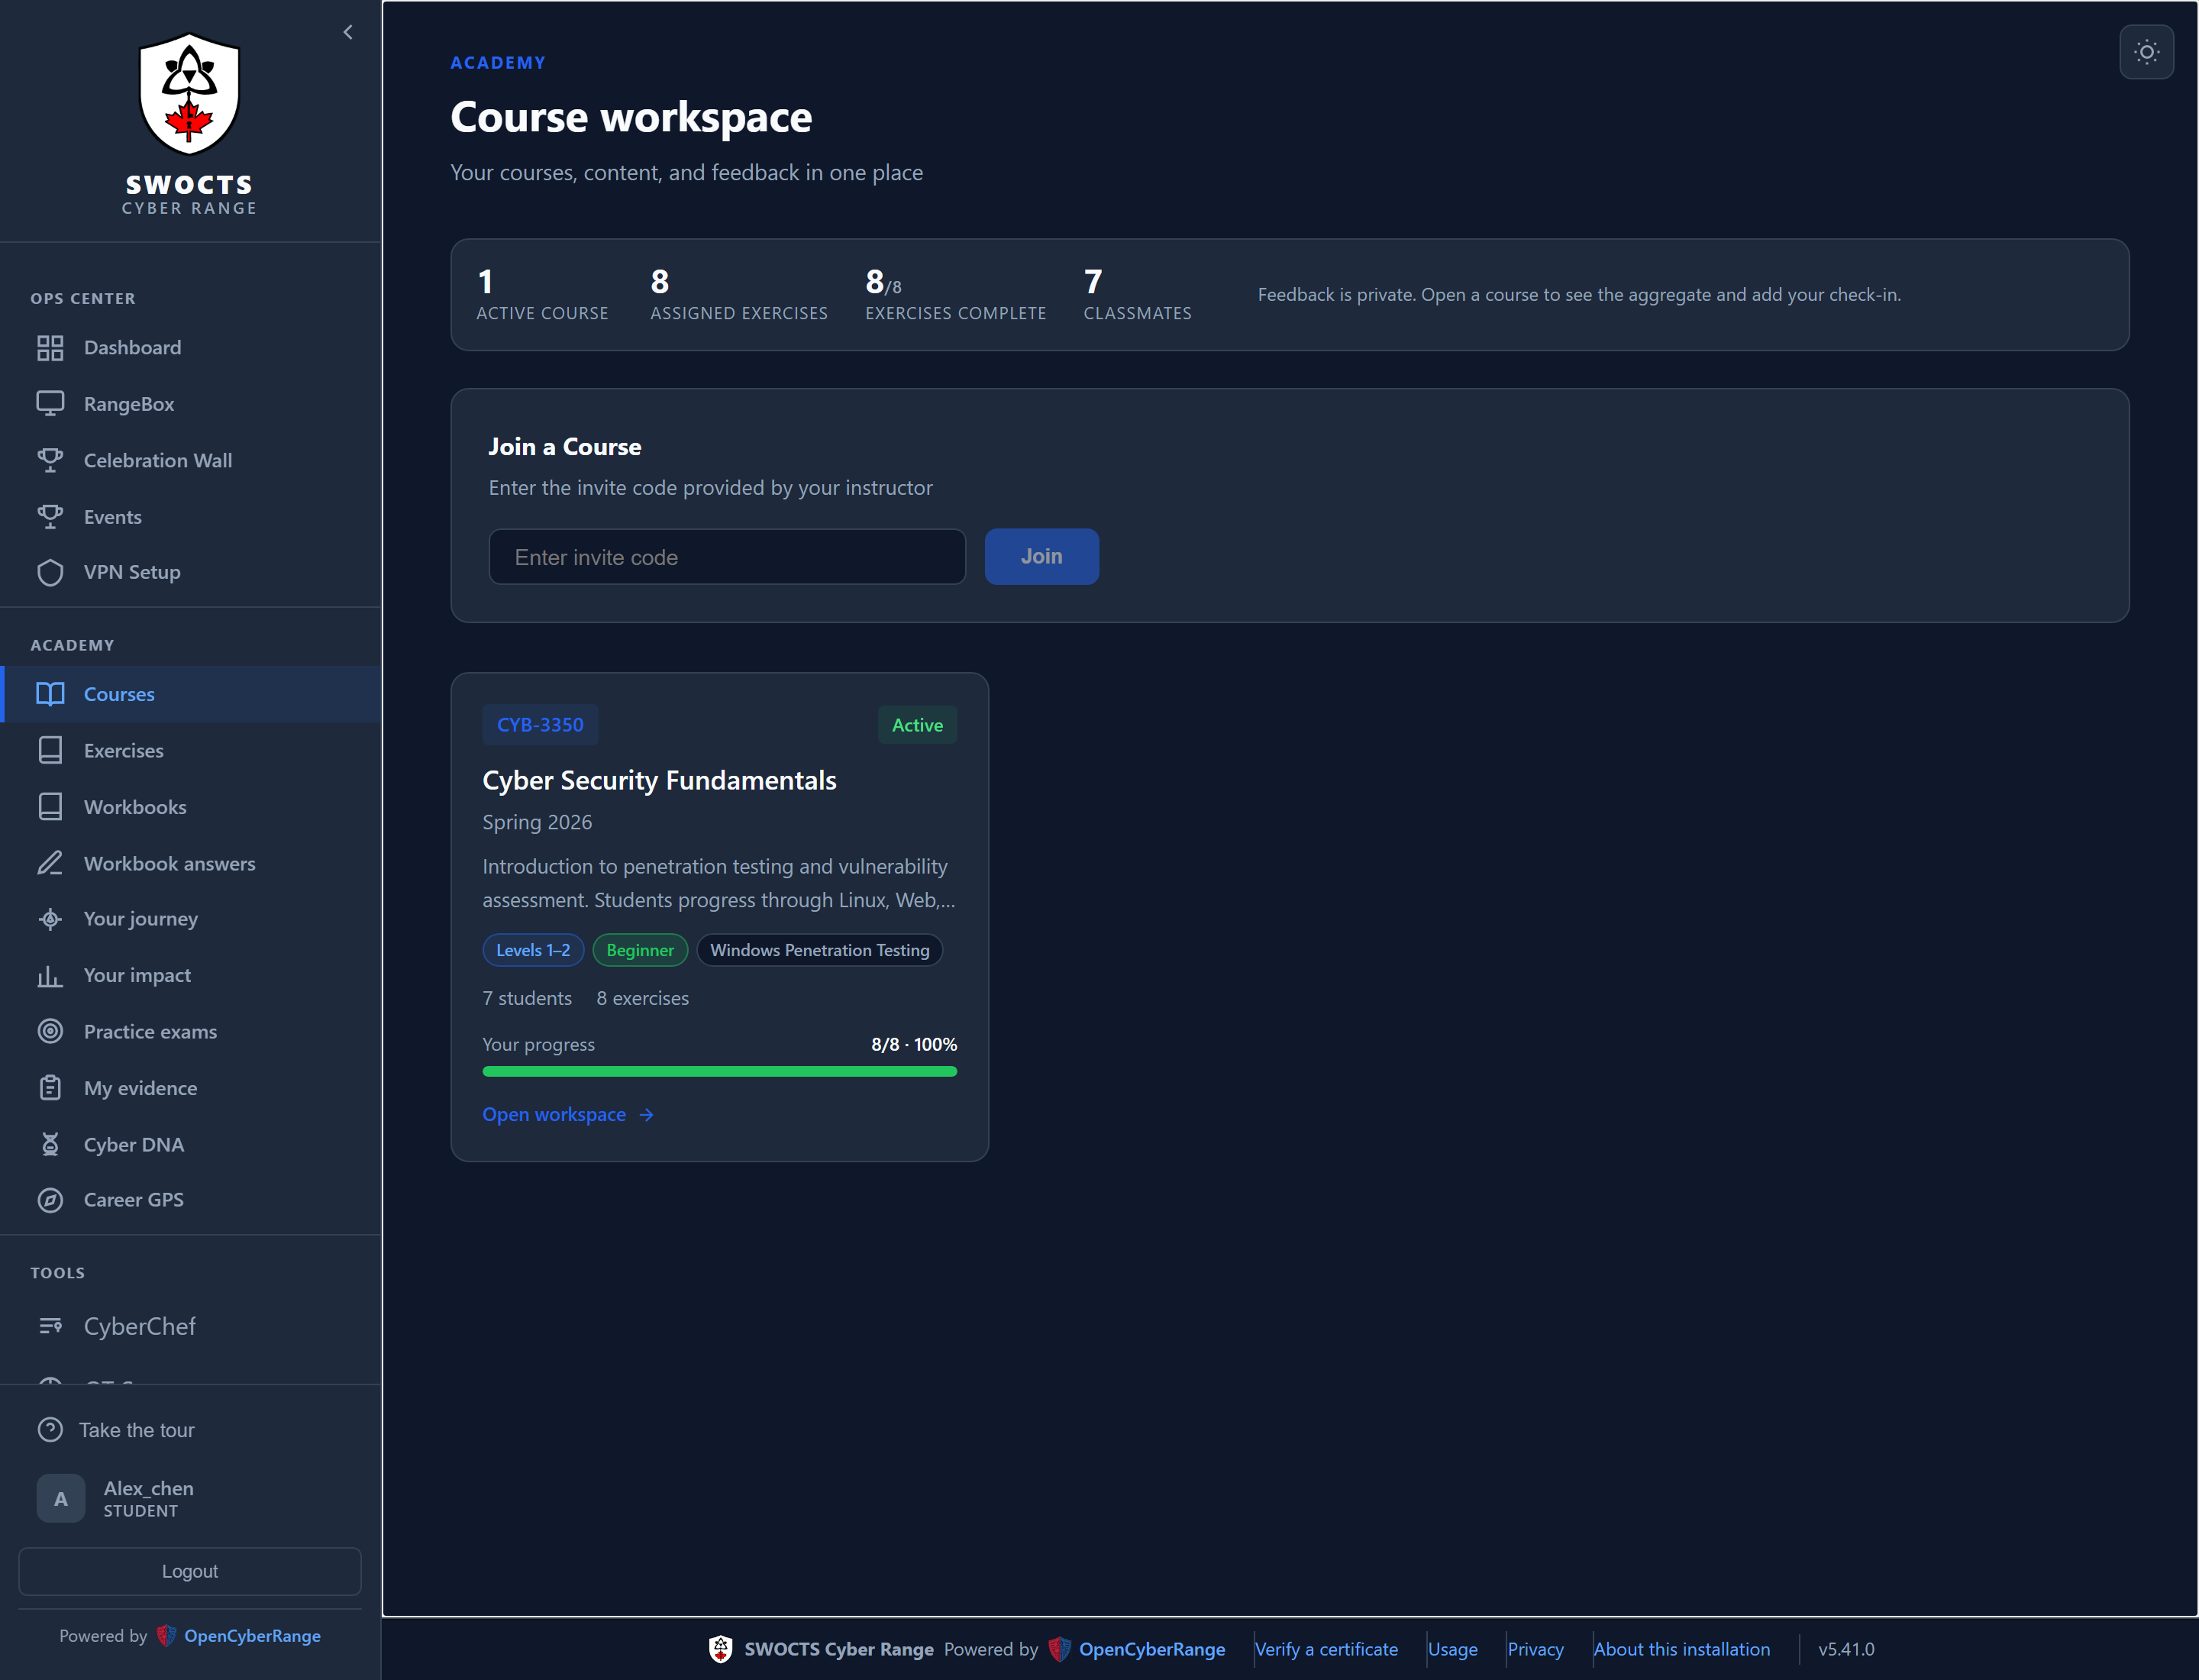 SWOCTS
CYBER RANGE
OPS CENTER
Dashboard
RangeBox
Celebration Wall
Events
VPN Setup
ACADEMY
Courses
Exercises
Workbooks
Workbook answers
Your journey
Your impact
Practice exams
My evidence
Cyber DNA
Career GPS
TOOLS
CyberChef
Take the tour
A
Alex_chen
STUDENT
Logout
Powered by OpenCyberRange
ACADEMY
Course workspace
Your courses, content, and feedback in one place
1
ACTIVE COURSE
8
ASSIGNED EXERCISES
8/8
EXERCISES COMPLETE
7
CLASSMATES
Feedback is private. Open a course to see the aggregate and add your check-in.
Join a Course
Enter the invite code provided by your instructor
Enter invite code
Join
CYB-3350
Active
Cyber Security Fundamentals
Spring 2026
Introduction to penetration testing and vulnerability
assessment. Students progress through Linux, Web,...
Levels 1–2 Beginner Windows Penetration Testing
7 students 8 exercises
Your progress 8/8 · 100%
Open workspace →
SWOCTS Cyber Range Powered by OpenCyberRange Verify a certificate Usage Privacy About this installation v5.41.0